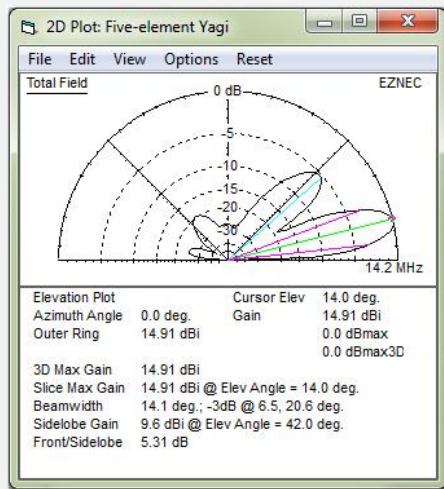 2D Plot: Five-element Yagi
File Edit View Options Reset
Total Field
EZNEC
0 dB
-5
-10
-15
-20
-30
14.2 MHz
Elevation Plot Cursor Elev 14.0 deg.
Azimuth Angle 0.0 deg. Gain 14.91 dBi
Outer Ring 14.91 dBi 0.0 dBmax
0.0 dBmax3D
3D Max Gain 14.91 dBi
Slice Max Gain 14.91 dBi @ Elev Angle = 14.0 deg.
Beamwidth 14.1 deg.; -3dB @ 6.5, 20.6 deg.
Sidelobe Gain 9.6 dBi @ Elev Angle = 42.0 deg.
Front/Sidelobe 5.31 dB